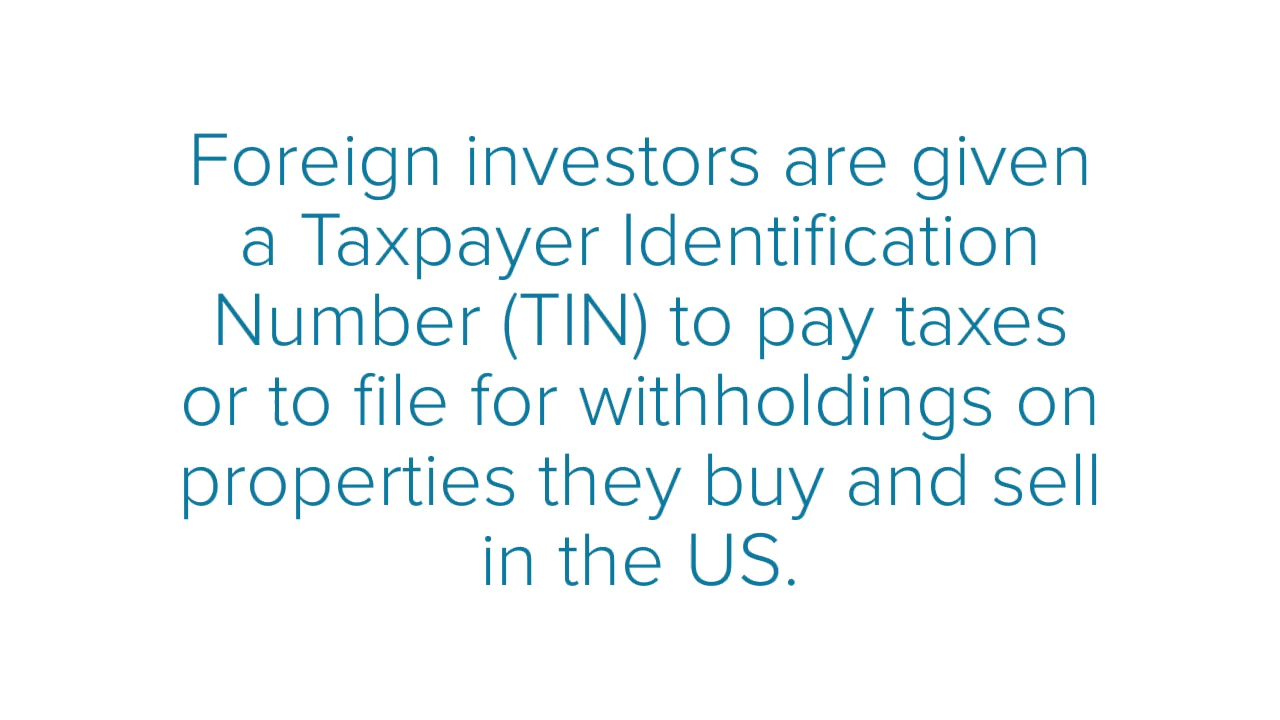 Foreign investors are given
a Taxpayer Identification
Number (TIN) to pay taxes
or to file for withholdings on
properties they buy and sell
in the US.